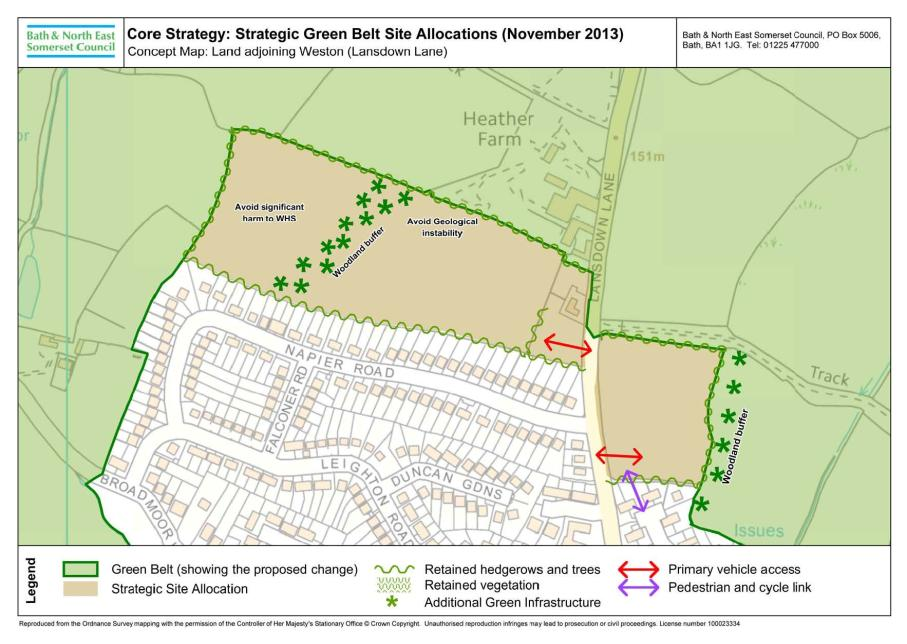 Bath & North East
Somerset Council
Core Strategy: Strategic Green Belt Site Allocations (November 2013)
Concept Map: Land adjoining Weston (Lansdown Lane)
Bath & North East Somerset Council, PO Box 5006,
Bath, BA1 1JG. Tel: 01225 477000
Heather
Farm
151m
LANSDOWN LANE
Avoid significant
harm to WHS
Woodland buffer
Avoid Geological
instability
NAPIER ROAD
FALCONER RD
LEIGHTON ROAD
DUNCAN GDNS
BROADMOOR
Track
Woodland buffer
Issues
Legend
Green Belt (showing the proposed change)
Strategic Site Allocation
Retained hedgerows and trees
Retained vegetation
Additional Green Infrastructure
Primary vehicle access
Pedestrian and cycle link
Reproduced from the Ordnance Survey mapping with the permission of the Controller of Her Majesty's Stationary Office © Crown Copyright. Unauthorised reproduction infringes may lead to prosecution or civil proceedings. License number 100023334